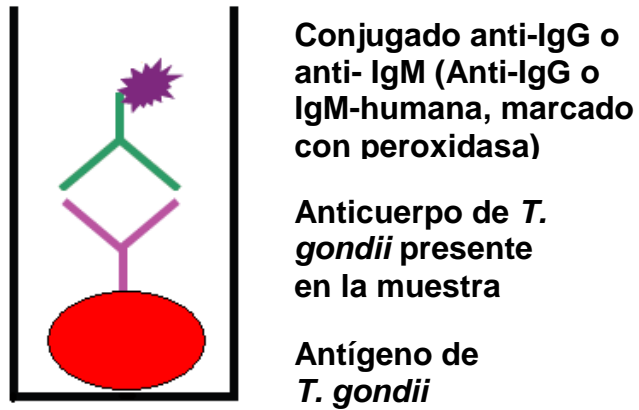 Conjugado anti-IgG o
anti- IgM (Anti-IgG o
IgM-humana, marcado
con peroxidasa)
Anticuerpo de T.
gondii presente
en la muestra
Antígeno de
T. gondii